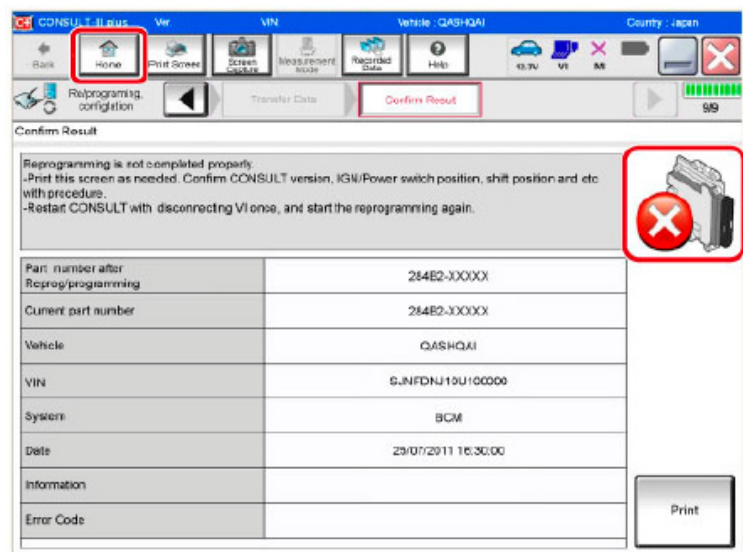 CONSULT-III plus Ver. VIN Vehicle : QASHQAI Country : Japan
Back Home Print Screen Screen Capture Measurement Mode Recorded Data Help VI MI
Re/programing, configlation Transfer Data Confirm Result 9/9
Confirm Result
Reprogramming is not completed properly.
-Print this screen as needed. Confirm CONSULT version, IGN/Power switch position, shift position and etc
with procedure.
-Restart CONSULT with disconnecting VI once, and start the reprogramming again.
Part number after
Reprog/programming
284B2-XXXXX
Current part number 284B2-XXXXX
Vehicle QASHQAI
VIN
System BCM
Date 29/07/2011 16:30:00
Information
Error Code
Print